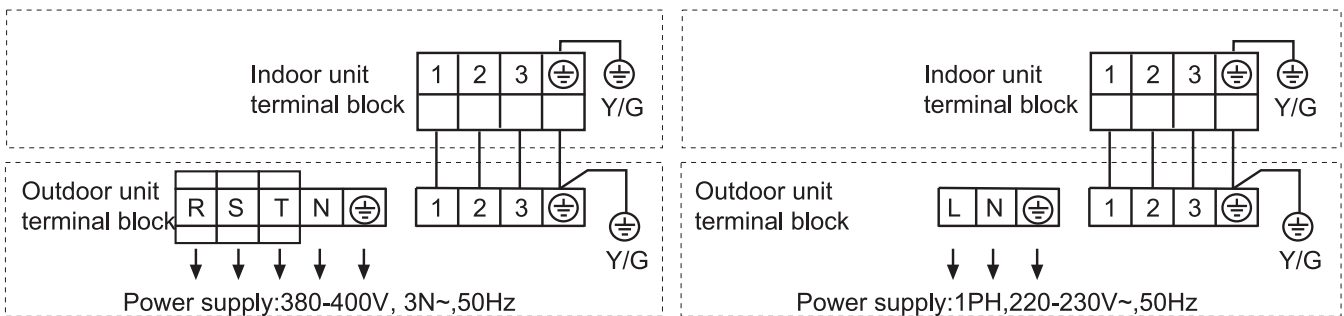 Indoor unit
terminal block
1 2 3
Y/G
Outdoor unit
terminal block
R S T N
1 2 3
Y/G
Power supply:380-400V, 3N~,50Hz
Indoor unit
terminal block
1 2 3
Y/G
Outdoor unit
terminal block
L N
1 2 3
Y/G
Power supply:1PH,220-230V~,50Hz